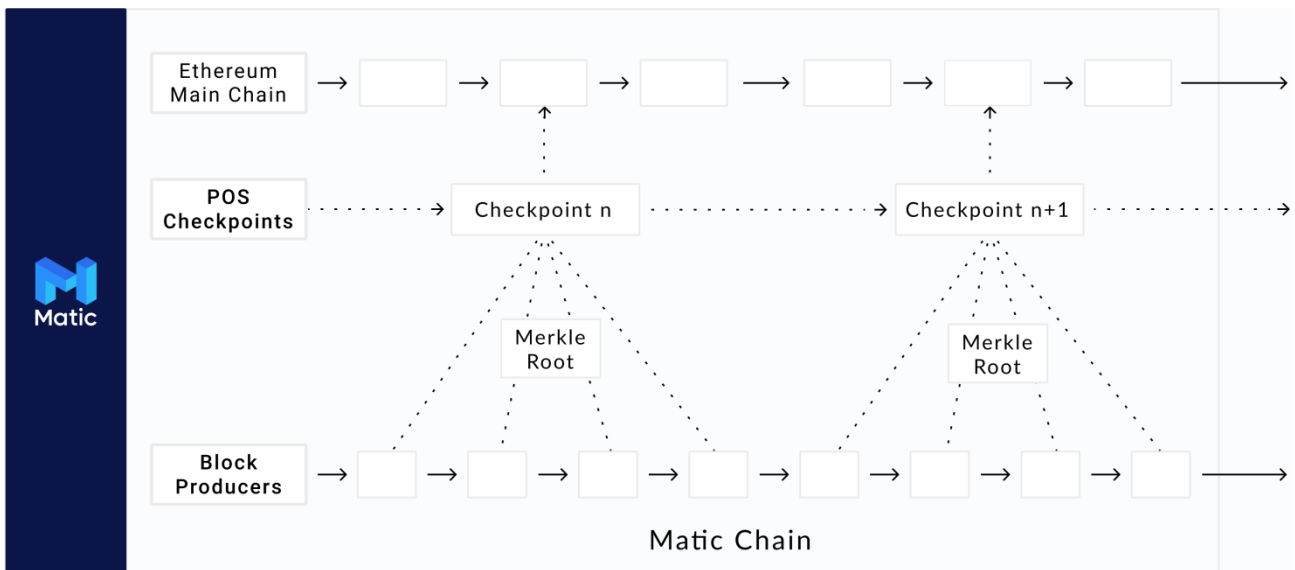 Ethereum
Main Chain
POS
Checkpoints
Checkpoint n
Checkpoint n+1
Matic
Merkle
Root
Merkle
Root
Block
Producers
Matic Chain